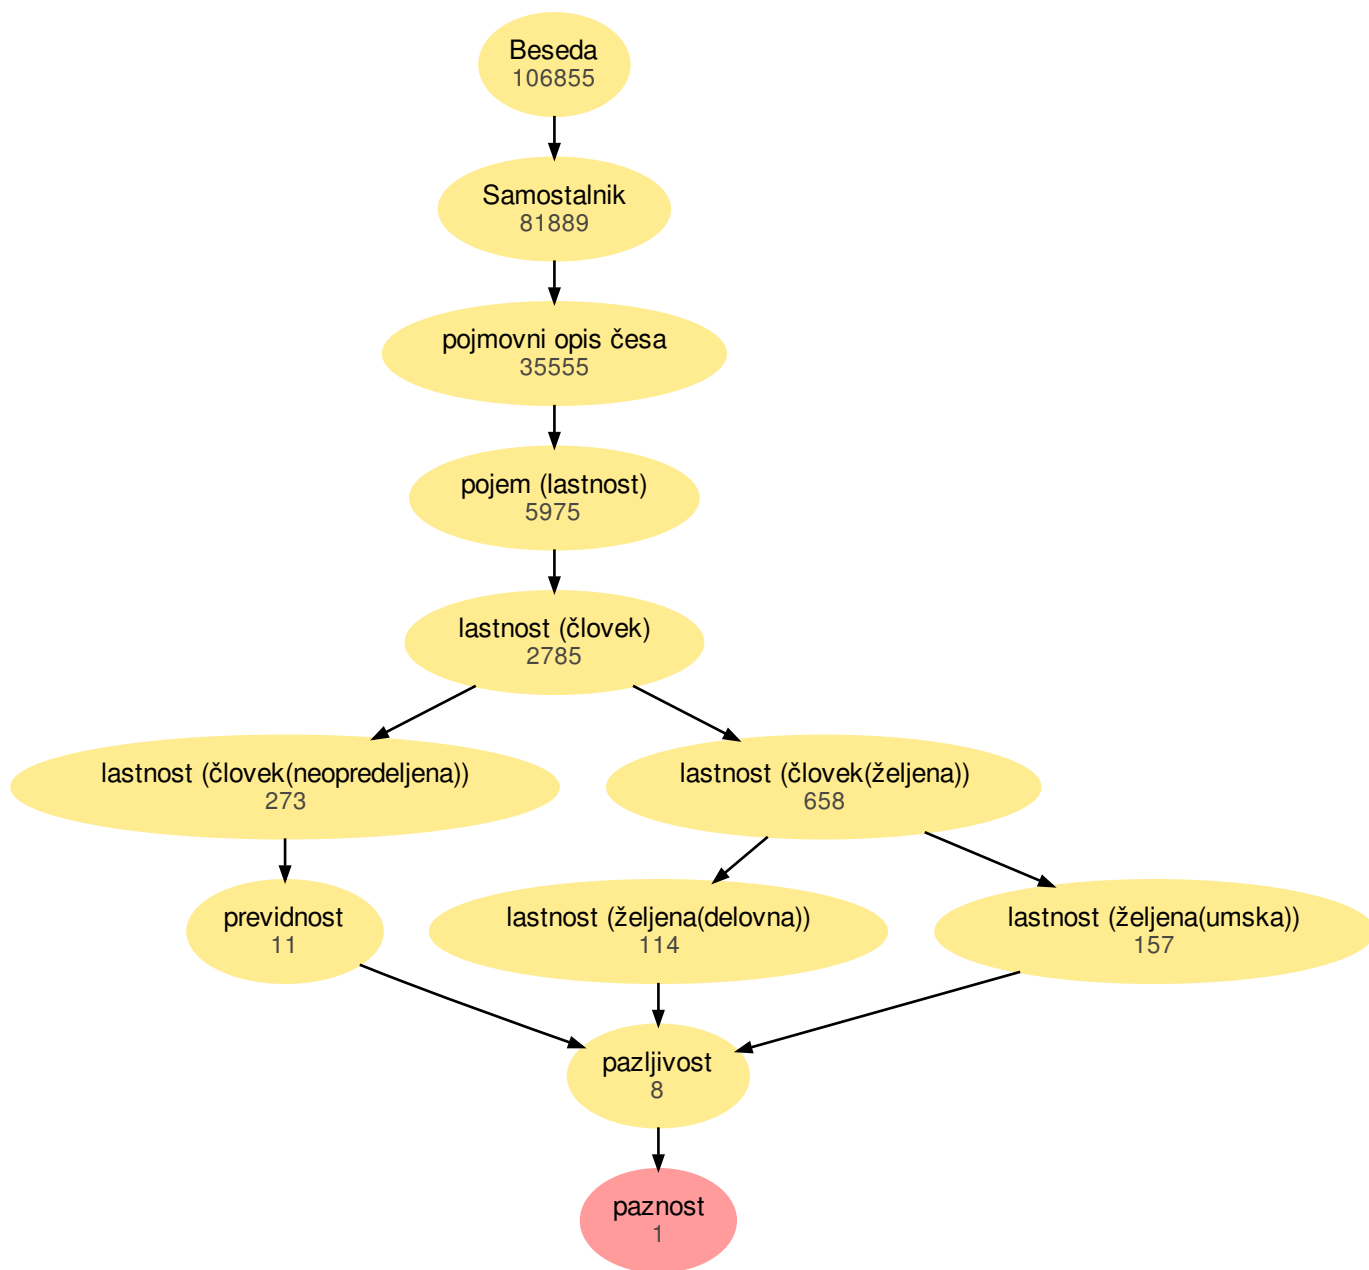 Beseda
106855
Samostalnik
81889
pojmovni opis česa
35555
pojem (lastnost)
5975
lastnost (človek)
2785
lastnost (človek(neopredeljena))
273
lastnost (človek(željena))
658
previdnost
11
lastnost (željena(delovna))
114
lastnost (željena(umska))
157
pazljivost
8
paznost
1